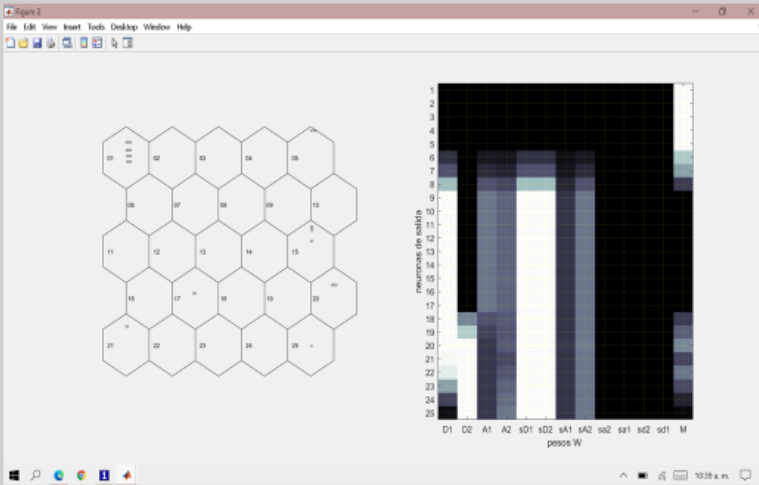 Figure 2
File Edit View Insert Tools Desktop Window Help
01 02 03 04 05
06 07 08 09 10
11 12 13 14 15
16 17 18 19 20
21 22 23 24 25
neuronas de salida
1
2
3
4
5
6
7
8
9
10
11
12
13
14
15
16
17
18
19
20
21
22
23
24
25
D1 D2 A1 A2 sD1 sD2 sA1 sA2 sa2 sa1 sd2 sd1 M
pesos W
10:39 a. m.